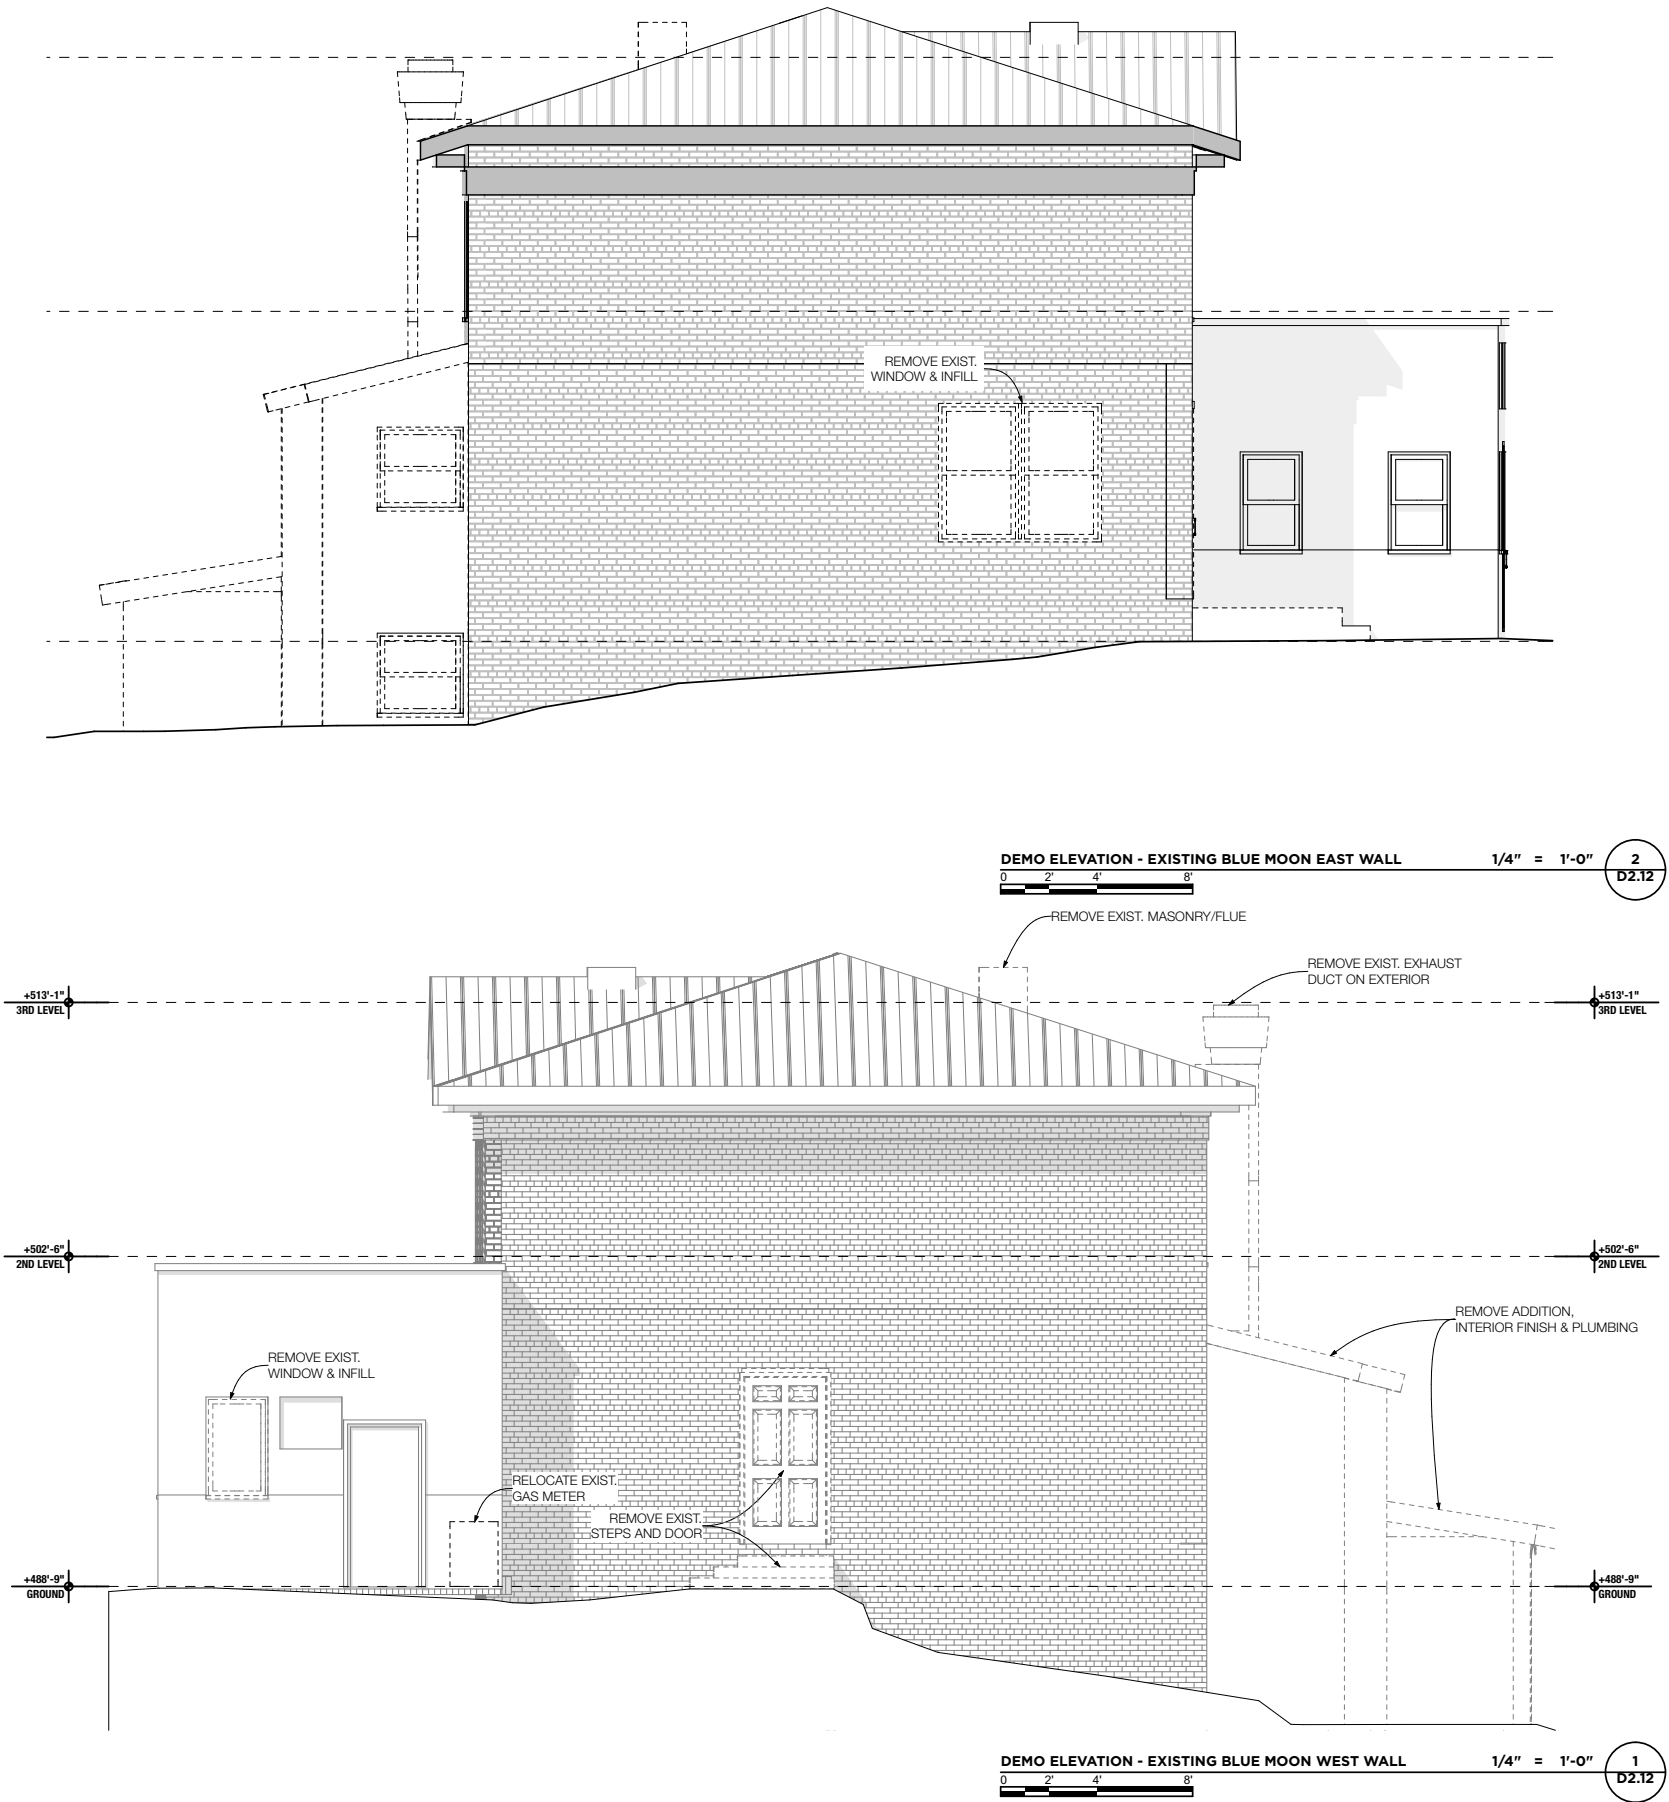 REMOVE EXIST.
WINDOW & INFILL
DEMO ELEVATION - EXISTING BLUE MOON EAST WALL 1/4" = 1'-0" 2
0 2' 4' 8' D2.12
REMOVE EXIST. MASONRY/FLUE
REMOVE EXIST. EXHAUST
DUCT ON EXTERIOR
+513'-1"
3RD LEVEL
+513'-1"
3RD LEVEL
+502'-6"
2ND LEVEL
+502'-6"
2ND LEVEL
REMOVE ADDITION,
INTERIOR FINISH & PLUMBING
REMOVE EXIST.
WINDOW & INFILL
RELOCATE EXIST.
GAS METER
REMOVE EXIST.
STEPS AND DOOR
+488'-9"
GROUND
+488'-9"
GROUND
DEMO ELEVATION - EXISTING BLUE MOON WEST WALL 1/4" = 1'-0" 1
0 2' 4' 8' D2.12